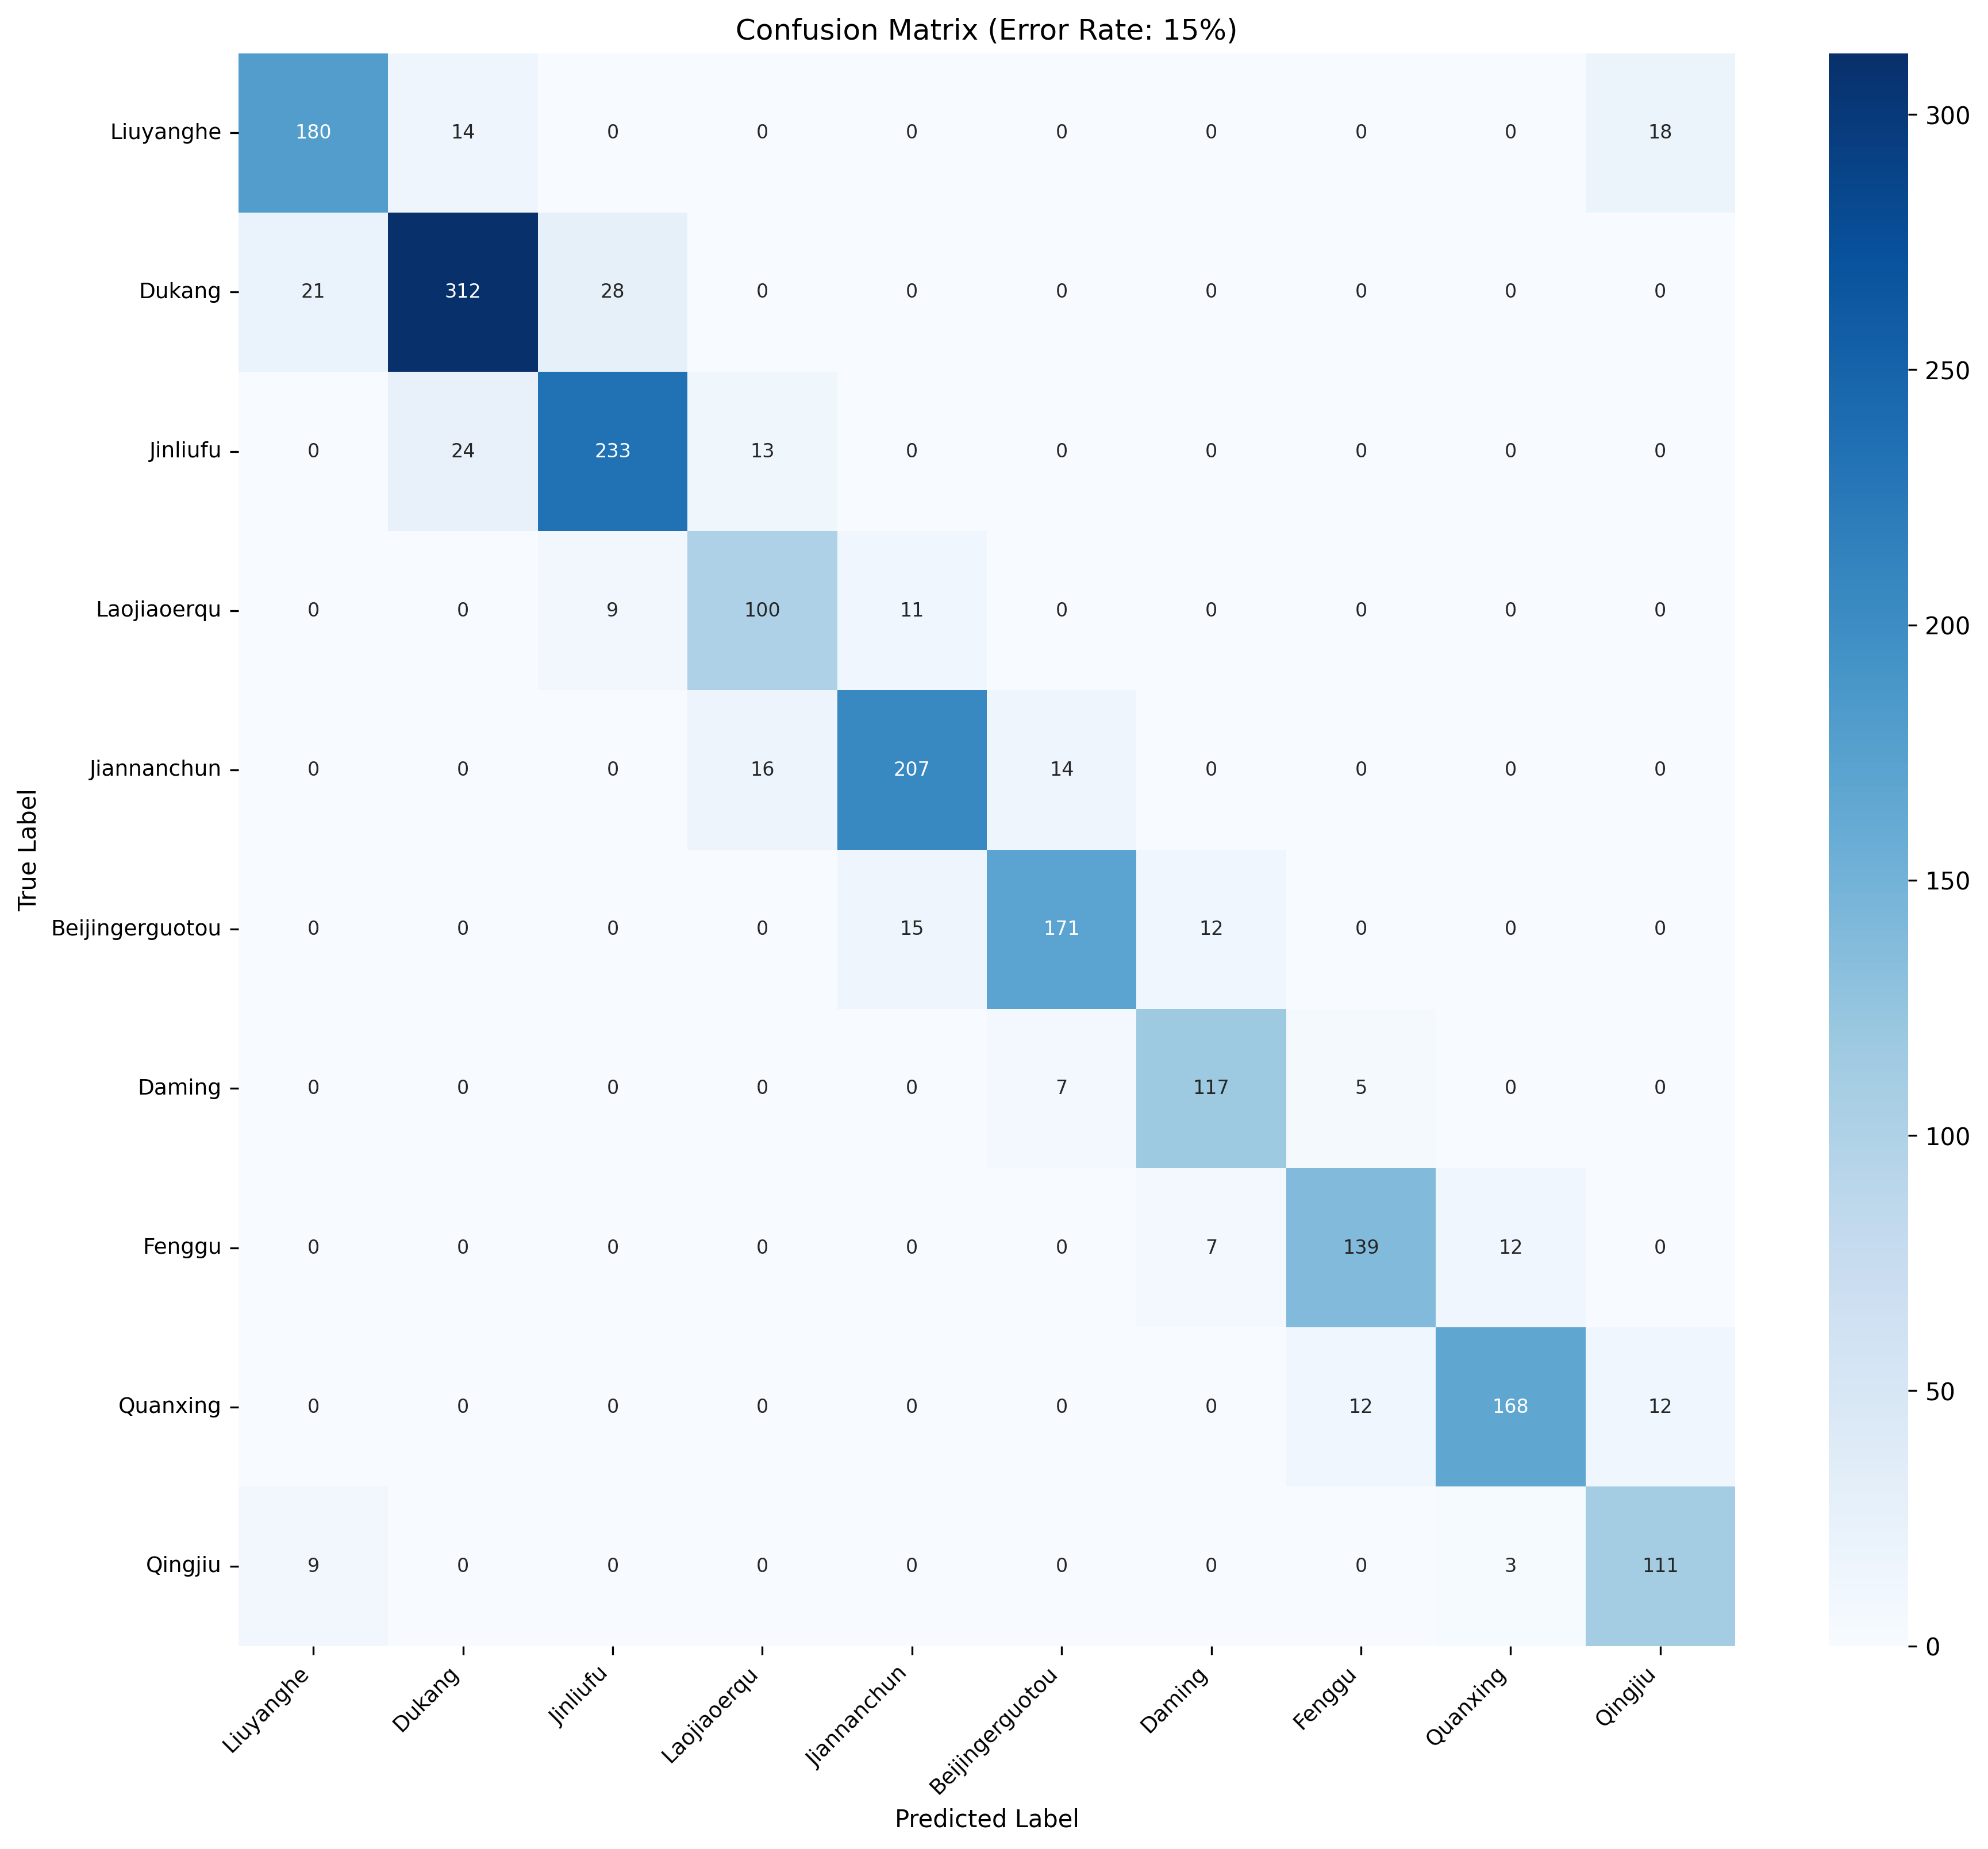 Confusion Matrix (Error Rate: 15%)
Liuyanghe 180 14 0 0 0 0 0 0 0 18
Dukang 21 312 28 0 0 0 0 0 0 0
Jinliufu 0 24 233 13 0 0 0 0 0 0
Laojiaoerqu 0 0 9 100 11 0 0 0 0 0
Jiannanchun 0 0 0 16 207 14 0 0 0 0
Beijingerguotou 0 0 0 0 15 171 12 0 0 0
Daming 0 0 0 0 0 7 117 5 0 0
Fenggu 0 0 0 0 0 0 7 139 12 0
Quanxing 0 0 0 0 0 0 0 12 168 12
Qingjiu 9 0 0 0 0 0 0 0 3 111
True Label
Liuyanghe Dukang Jinliufu Laojiaoerqu Jiannanchun Beijingerguotou Daming Fenggu Quanxing Qingjiu
Predicted Label
300
250
200
150
100
50
0